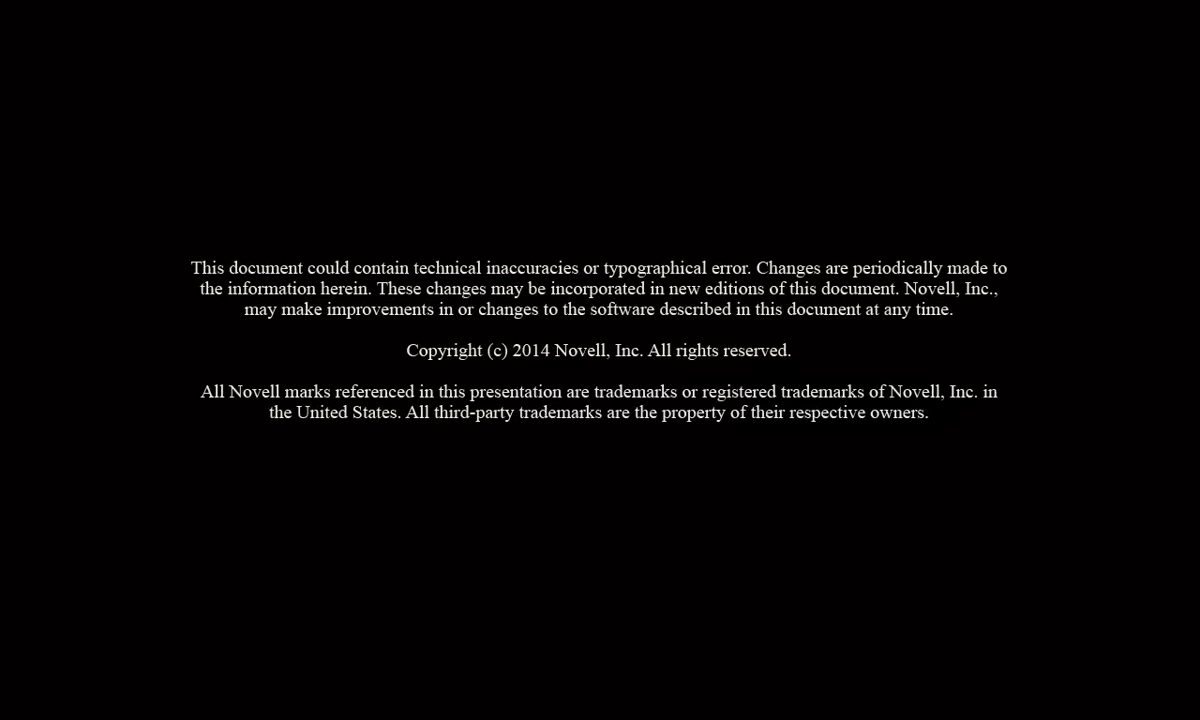 This document could contain technical inaccuracies or typographical error. Changes are periodically made to
the information herein. These changes may be incorporated in new editions of this document. Novell, Inc.,
may make improvements in or changes to the software described in this document at any time.
Copyright (c) 2014 Novell, Inc. All rights reserved.
All Novell marks referenced in this presentation are trademarks or registered trademarks of Novell, Inc. in
the United States. All third-party trademarks are the property of their respective owners.